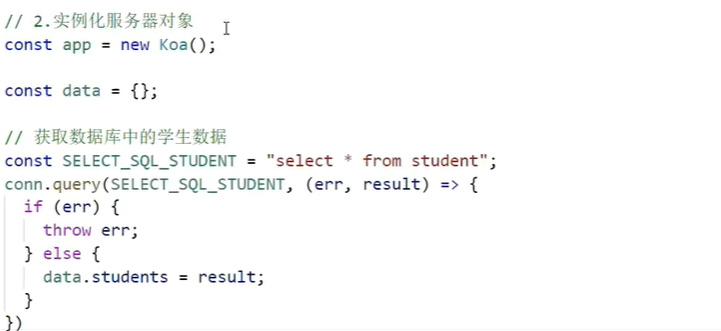 // 2.实例化服务器对象
const app = new Koa();
const data = {};
// 获取数据库中的学生数据
const SELECT_SQL_STUDENT = "select * from student";
conn.query(SELECT_SQL_STUDENT, (err, result) => {
if (err) {
throw err;
} else {
data.students = result;
}
})